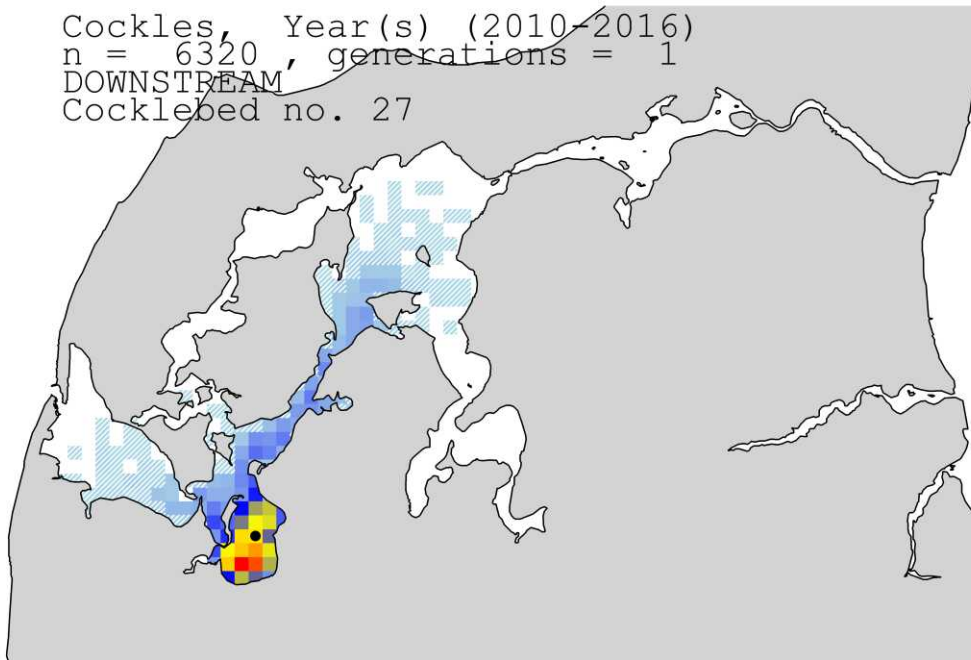 Cockles, Year(s) (2010-2016)
n = 6320 , generations = 1
DOWNSTREAM
Cocklebed no. 27